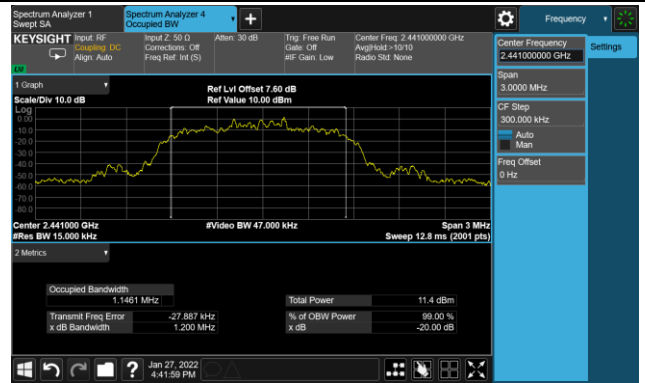 Spectrum Analyzer 1
Swept SA
Spectrum Analyzer 4
Occupied BW
Frequency
KEYSIGHT Input: RF
Coupling: DC
Align: Auto
Input Z: 50 Ω
Corrections: Off
Freq Ref: Int (S)
Atten: 30 dB
Trig: Free Run
Gate: Off
#IF Gain: Low
Center Freq: 2.441000000 GHz
Avg|Hold:>10/10
Radio Std: None
Center Frequency
2.441000000 GHz
Settings
Span
3.0000 MHz
CF Step
300.000 kHz
Auto
Man
Freq Offset
0 Hz
1 Graph
Scale/Div 10.0 dB
Ref Lvl Offset 7.60 dB
Ref Value 10.00 dBm
Log
0.00
-10.0
-20.0
-30.0
-40.0
-50.0
-60.0
-70.0
-80.0
Center 2.441000 GHz
#Res BW 15.000 kHz
#Video BW 47.000 kHz
Span 3 MHz
Sweep 12.8 ms (2001 pts)
2 Metrics
Occupied Bandwidth
1.1461 MHz
Total Power 11.4 dBm
Transmit Freq Error -27.887 kHz
% of OBW Power 99.00 %
x dB Bandwidth 1.200 MHz
x dB -20.00 dB
Jan 27, 2022
4:41:59 PM